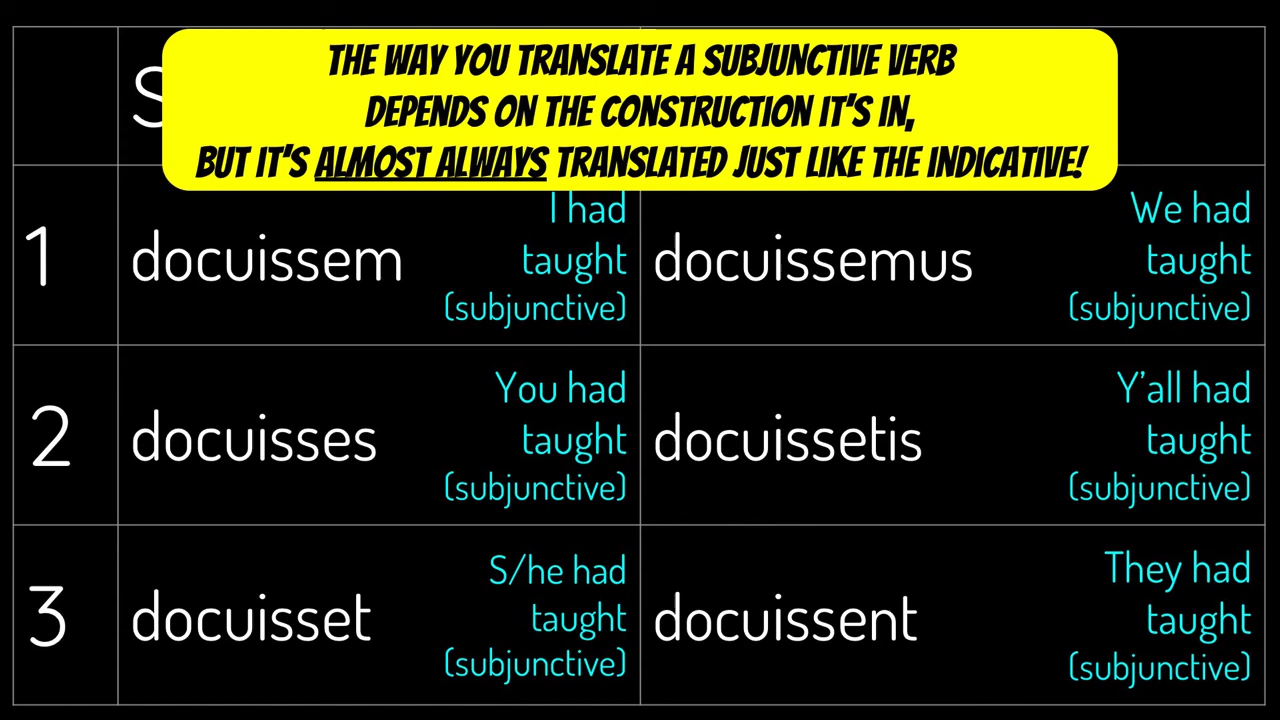 THE WAY YOU TRANSLATE A SUBJUNCTIVE VERB
DEPENDS ON THE CONSTRUCTION IT'S IN,
BUT IT'S ALMOST ALWAYS TRANSLATED JUST LIKE THE INDICATIVE!
1
docuissem
I had
taught
(subjunctive)
docuissemus
We had
taught
(subjunctive)
2
docuisses
You had
taught
(subjunctive)
docuissetis
Y'all had
taught
(subjunctive)
3
docuisset
S/he had
taught
(subjunctive)
docuissent
They had
taught
(subjunctive)